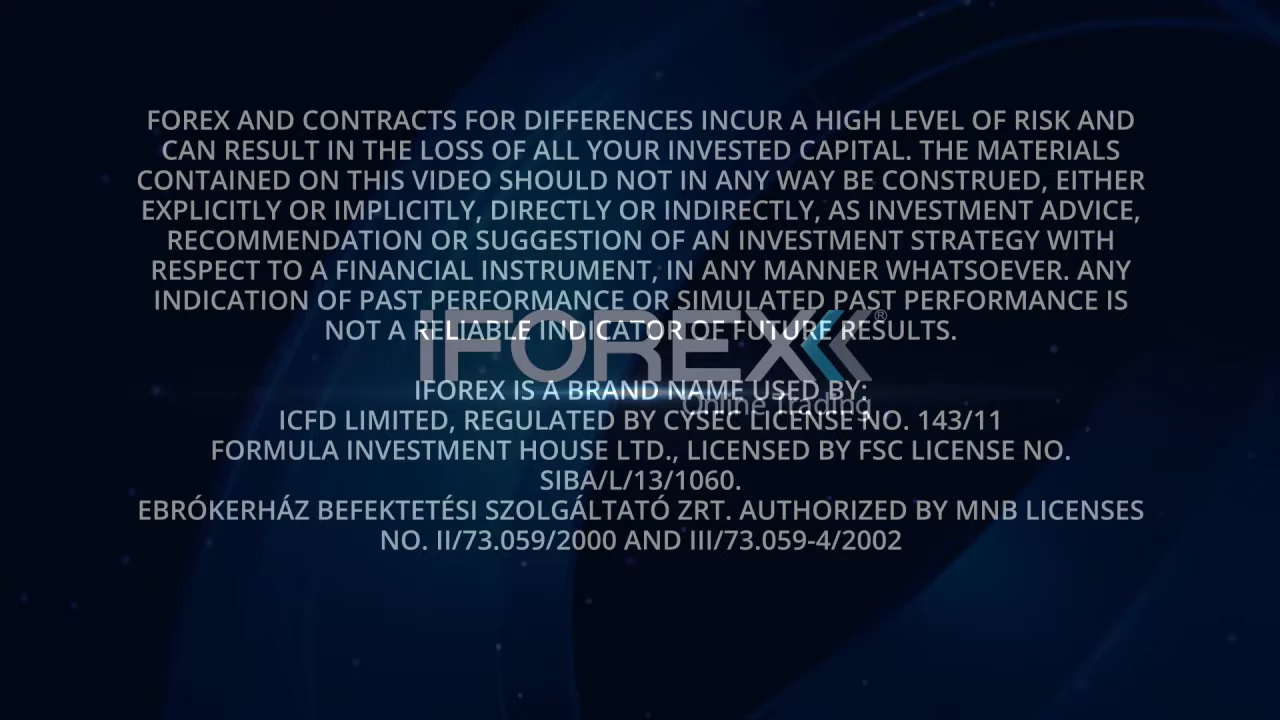 FOREX AND CONTRACTS FOR DIFFERENCES INCUR A HIGH LEVEL OF RISK AND
CAN RESULT IN THE LOSS OF ALL YOUR INVESTED CAPITAL. THE MATERIALS
CONTAINED ON THIS VIDEO SHOULD NOT IN ANY WAY BE CONSTRUED, EITHER
EXPLICITLY OR IMPLICITLY, DIRECTLY OR INDIRECTLY, AS INVESTMENT ADVICE,
RECOMMENDATION OR SUGGESTION OF AN INVESTMENT STRATEGY WITH
RESPECT TO A FINANCIAL INSTRUMENT, IN ANY MANNER WHATSOEVER. ANY
INDICATION OF PAST PERFORMANCE OR SIMULATED PAST PERFORMANCE IS
NOT A RELIABLE INDICATOR OF FUTURE RESULTS.
IFOREX®
IFOREX IS A BRAND NAME USED BY:
Online Trading
ICFD LIMITED, REGULATED BY CYSEC LICENSE NO. 143/11
FORMULA INVESTMENT HOUSE LTD., LICENSED BY FSC LICENSE NO.
SIBA/L/13/1060.
EBRÓKERHÁZ BEFEKTETÉSI SZOLGÁLTATÓ ZRT. AUTHORIZED BY MNB LICENSES
NO. II/73.059/2000 AND III/73.059-4/2002